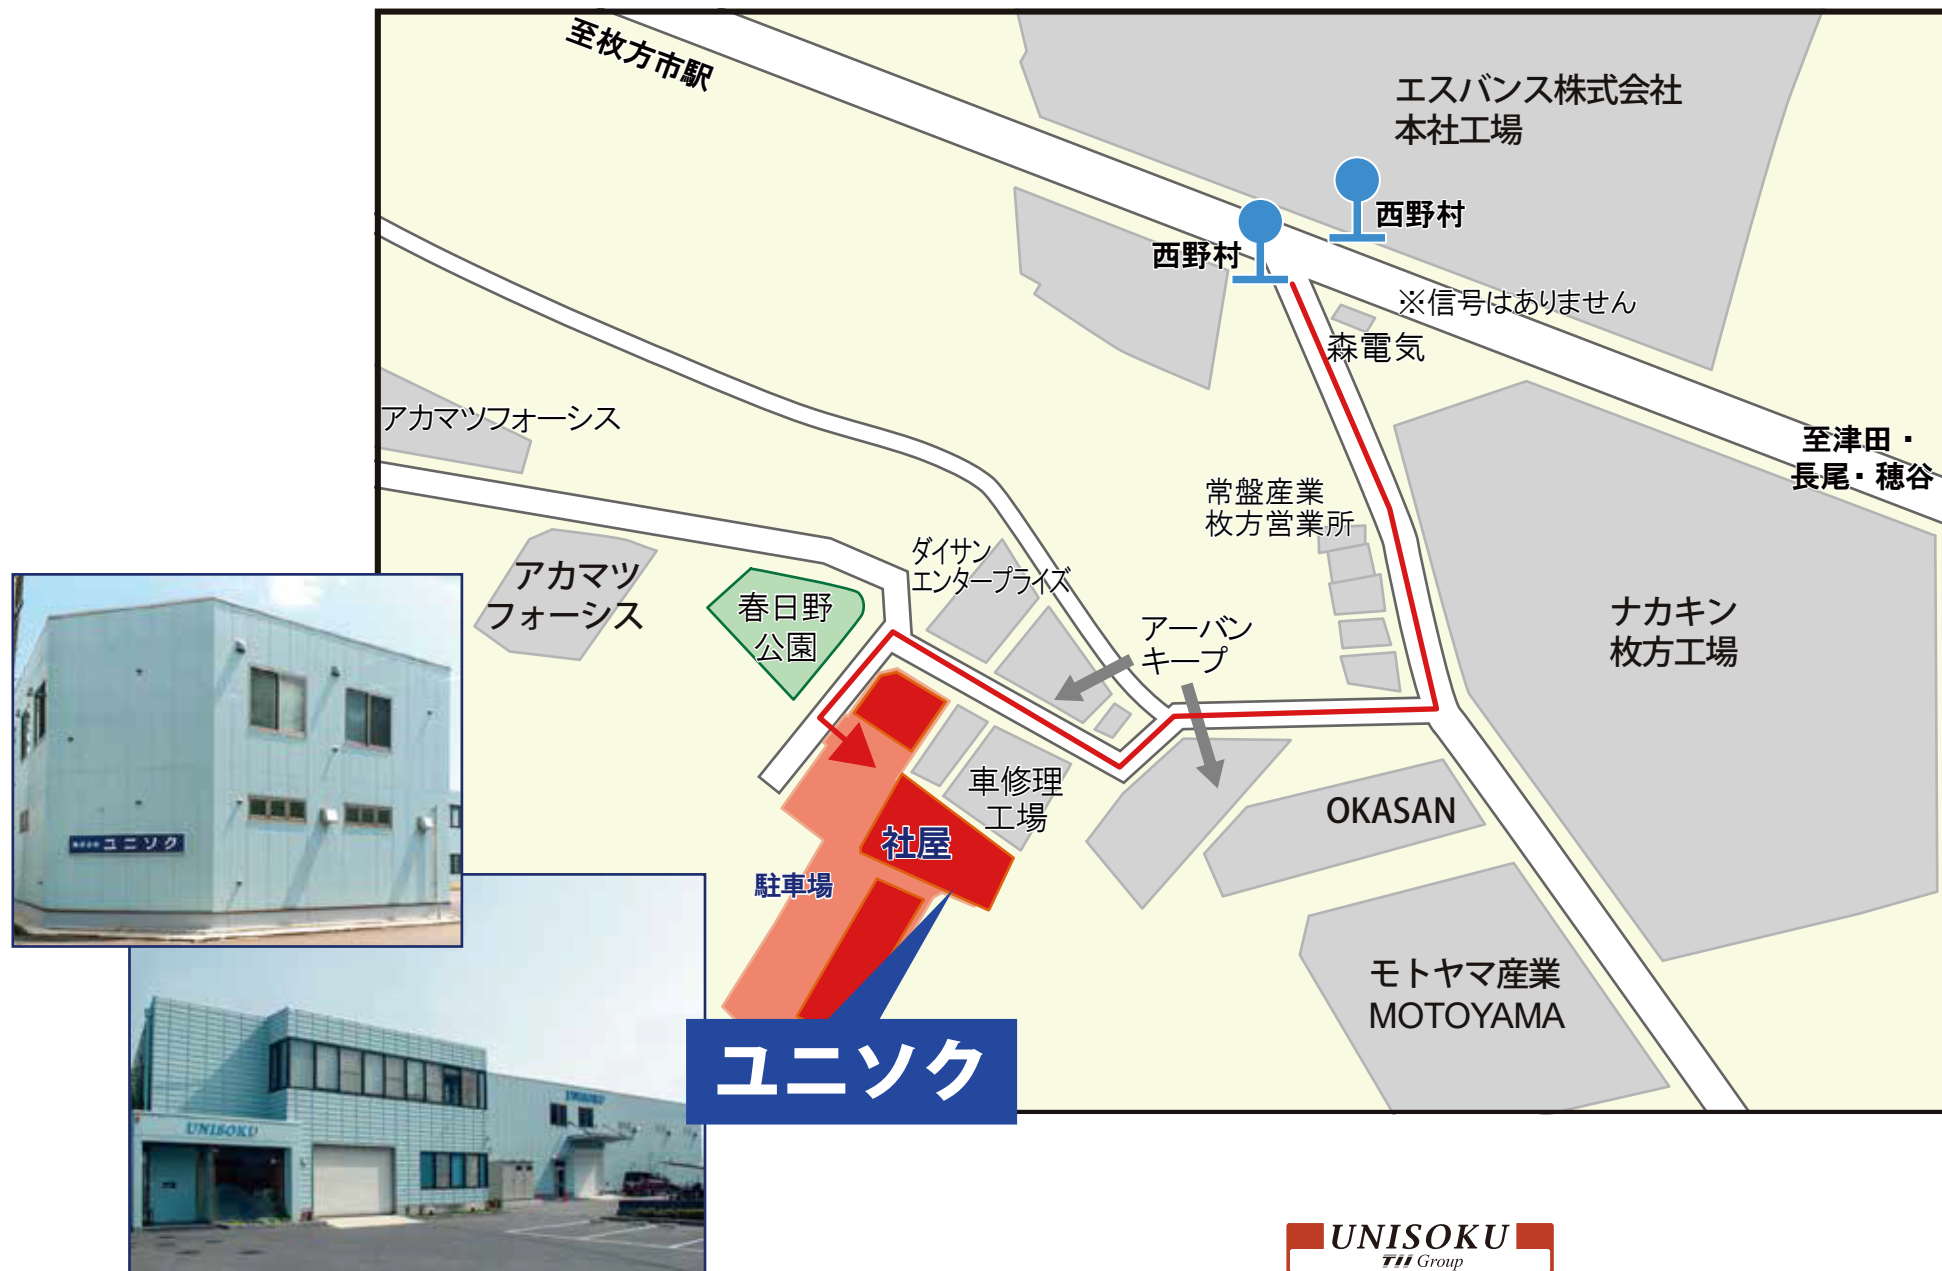 至枚方市駅
エスバンス株式会社
本社工場
西野村
西野村
※信号はありません
森電気
アカマツフォーシス
至津田・
長尾・穂谷
常盤産業
枚方営業所
ダイサン
エンタープライズ
アカマツ
フォーシス
春日野
公園
アーバン
キープ
ナカキン
枚方工場
車修理
工場
OKASAN
社屋
駐車場
株式会社 ユニソク
モトヤマ産業
MOTOYAMA
ユニソク
UNISOKU
UNISOKU
UNISOKU
TII Group